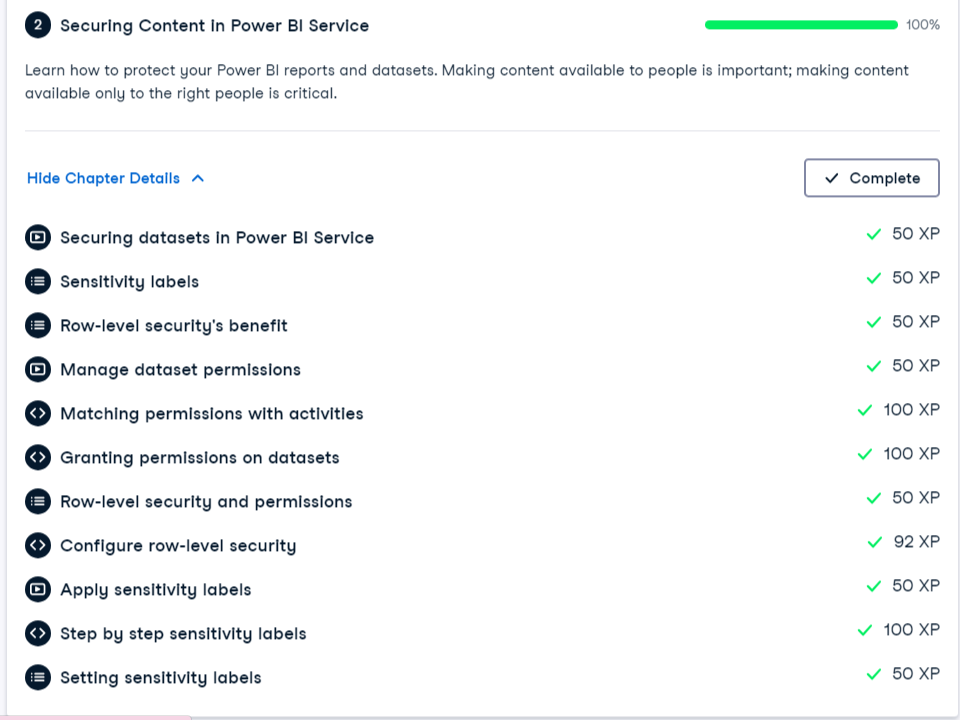 2 Securing Content in Power BI Service 100%
Learn how to protect your Power BI reports and datasets. Making content available to people is important; making content
available only to the right people is critical.
Hide Chapter Details Complete
Securing datasets in Power BI Service 50 XP
Sensitivity labels 50 XP
Row-level security's benefit 50 XP
Manage dataset permissions 50 XP
Matching permissions with activities 100 XP
Granting permissions on datasets 100 XP
Row-level security and permissions 50 XP
Configure row-level security 92 XP
Apply sensitivity labels 50 XP
Step by step sensitivity labels 100 XP
Setting sensitivity labels 50 XP